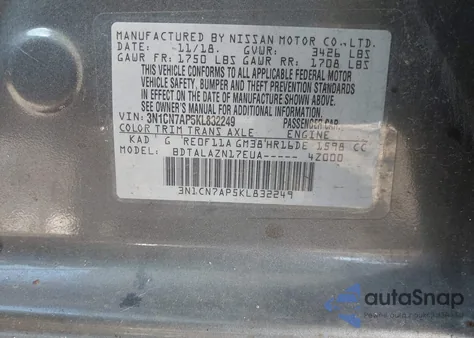 MANUFACTURED BY NISSAN MOTOR CO.,LTD.
DATE: 11/18. GVWR: 3426 LBS
GAWR FR: 1750 LBS GAWR RR: 1708 LBS
THIS VEHICLE CONFORMS TO ALL APPLICABLE FEDERAL MOTOR
VEHICLE SAFETY, BUMPER AND THEFT PREVENTION STANDARDS
IN EFFECT ON THE DATE OF MANUFACTURE SHOWN ABOVE.
SEE OWNER'S MANUAL FOR ADDITIONAL INFORMATION.
VIN: 3N1CN7AP5KL832249 PASSENGER CAR
COLOR TRIM TRANS AXLE ENGINE
KAD G RE0F11A GM38 HR16DE 1598 CC
MODEL: BDTALAZN17EUA----- 4Z000
3N1CN7AP5KL832249
autoSnap